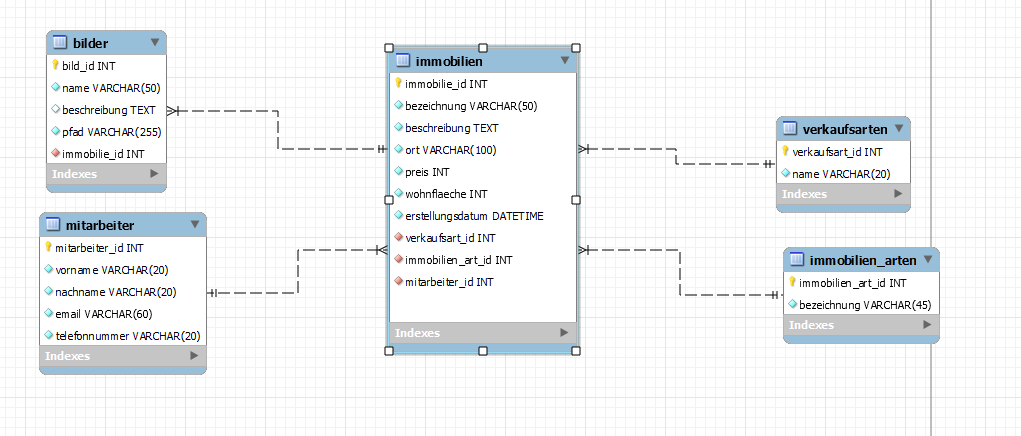 bilder
bild_id INT
name VARCHAR(50)
beschreibung TEXT
pfad VARCHAR(255)
immobilie_id INT
Indexes
mitarbeiter
mitarbeiter_id INT
vorname VARCHAR(20)
nachname VARCHAR(20)
email VARCHAR(60)
telefonnummer VARCHAR(20)
Indexes
immobilien
immobilie_id INT
bezeichnung VARCHAR(50)
beschreibung TEXT
ort VARCHAR(100)
preis INT
wohnflaeche INT
erstellungsdatum DATETIME
verkaufsart_id INT
immobilien_art_id INT
mitarbeiter_id INT
Indexes
verkaufsarten
verkaufsart_id INT
name VARCHAR(20)
Indexes
immobilien_arten
immobilien_art_id INT
bezeichnung VARCHAR(45)
Indexes